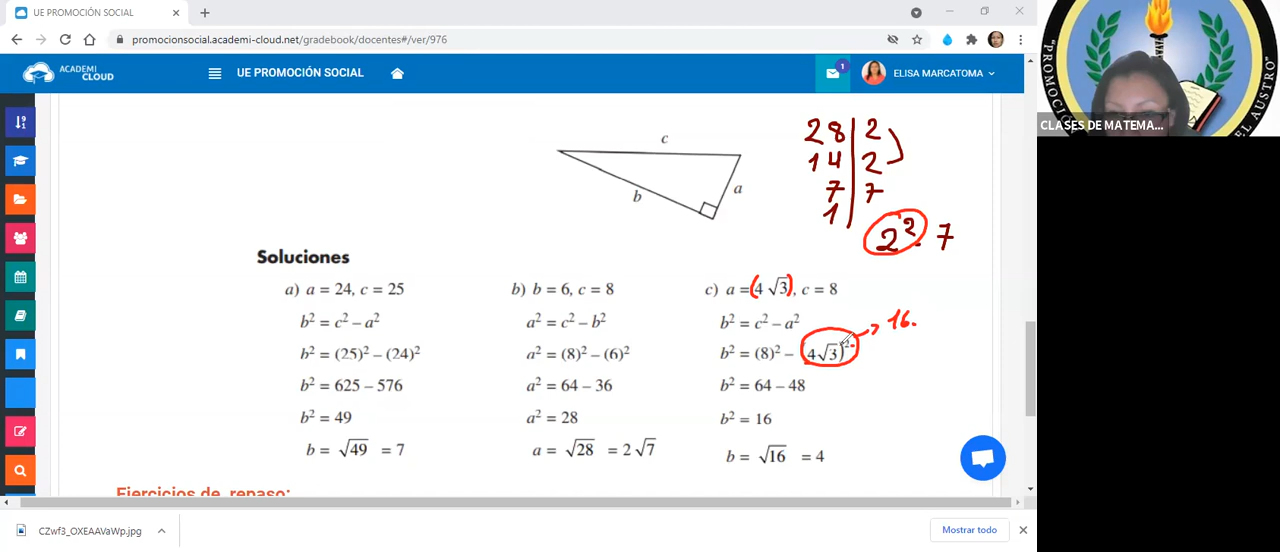 UE PROMOCIÓN SOCIAL
promocionsocial.academi-cloud.net/gradebook/docentes#/ver/976
ACADEMI
CLOUD
UE PROMOCIÓN SOCIAL
1
ELISA MARCATOMA
CLASES DE MATEMA...
c
b
a
28 | 2
14 | 2
7 | 7
1
2² . 7
Soluciones
a) a = 24, c = 25
b² = c² – a²
b² = (25)² – (24)²
b² = 625 – 576
b² = 49
b = √49 = 7
b) b = 6, c = 8
a² = c² – b²
a² = (8)² – (6)²
a² = 64 – 36
a² = 28
a = √28 = 2√7
c) a = (4√3), c = 8
b² = c² – a²
b² = (8)² – 4√3)²
→ 16.
b² = 64 – 48
b² = 16
b = √16 = 4
Ejercicios de repaso:
CZwf3_OXEAAVaWp.jpg
Mostrar todo